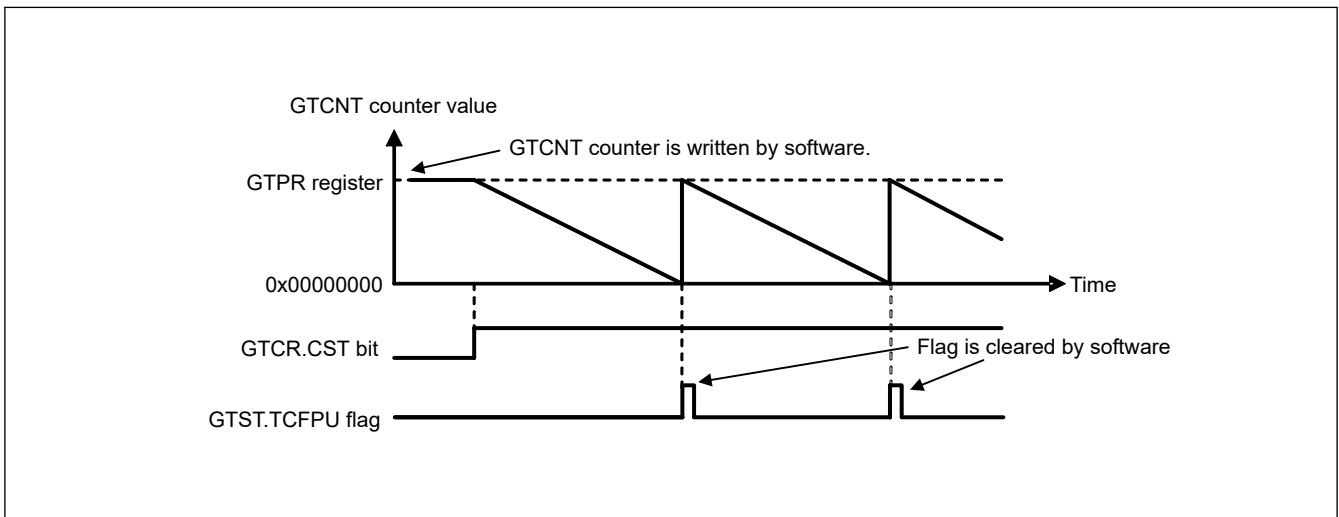 GTCNT counter value
GTCNT counter is written by software.
GTPR register
0x00000000
Time
GTCR.CST bit
Flag is cleared by software
GTST.TCFPU flag